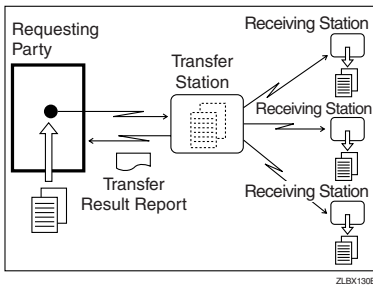 Requesting
Party
Transfer
Station
Receiving Station
Receiving Station
Receiving Station
Transfer
Result Report
ZLBX130E